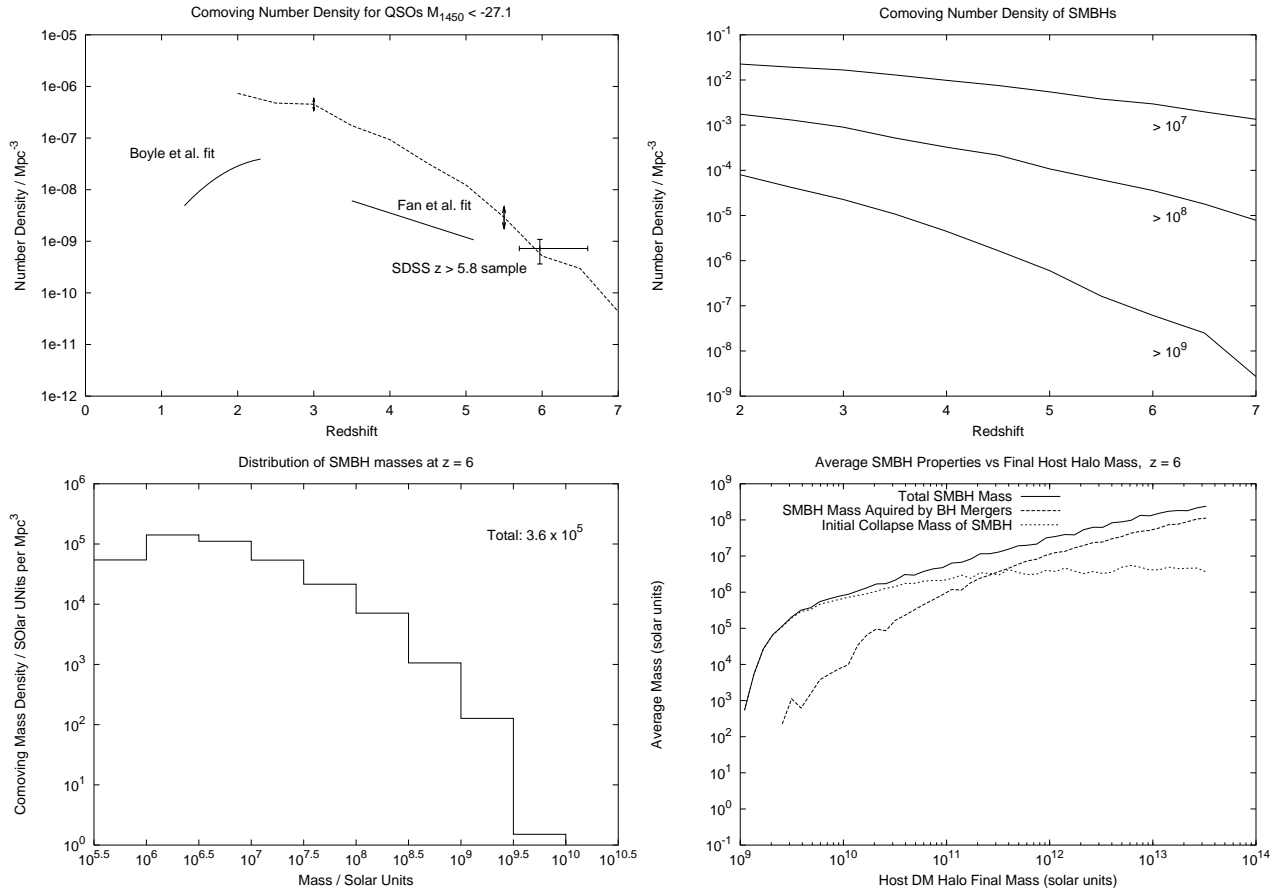 Comoving Number Density for QSOs M1450 < -27.1
1e-05
1e-06
1e-07
1e-08
1e-09
1e-10
1e-11
1e-12
Number Density / Mpc-3
Boyle et al. fit
Fan et al. fit
SDSS z > 5.8 sample
0 1 2 3 4 5 6 7
Redshift
Comoving Number Density of SMBHs
10-1
10-2
10-3
10-4
10-5
10-6
10-7
10-8
10-9
Number Density / Mpc-3
> 107
> 108
> 109
2 3 4 5 6 7
Redshift
Distribution of SMBH masses at z = 6
106
105
104
103
102
101
100
Comoving Mass Density / SOlar UNits per Mpc3
Total: 3.6 x 105
105.5 106 106.5 107 107.5 108 108.5 109 109.5 1010 1010.5
Mass / Solar Units
Average SMBH Properties vs Final Host Halo Mass, z = 6
109
108
107
106
105
104
103
102
101
100
10-1
Average Mass (solar units)
Total SMBH Mass
SMBH Mass Aquired by BH Mergers
Initial Collapse Mass of SMBH
109 1010 1011 1012 1013 1014
Host DM Halo Final Mass (solar units)